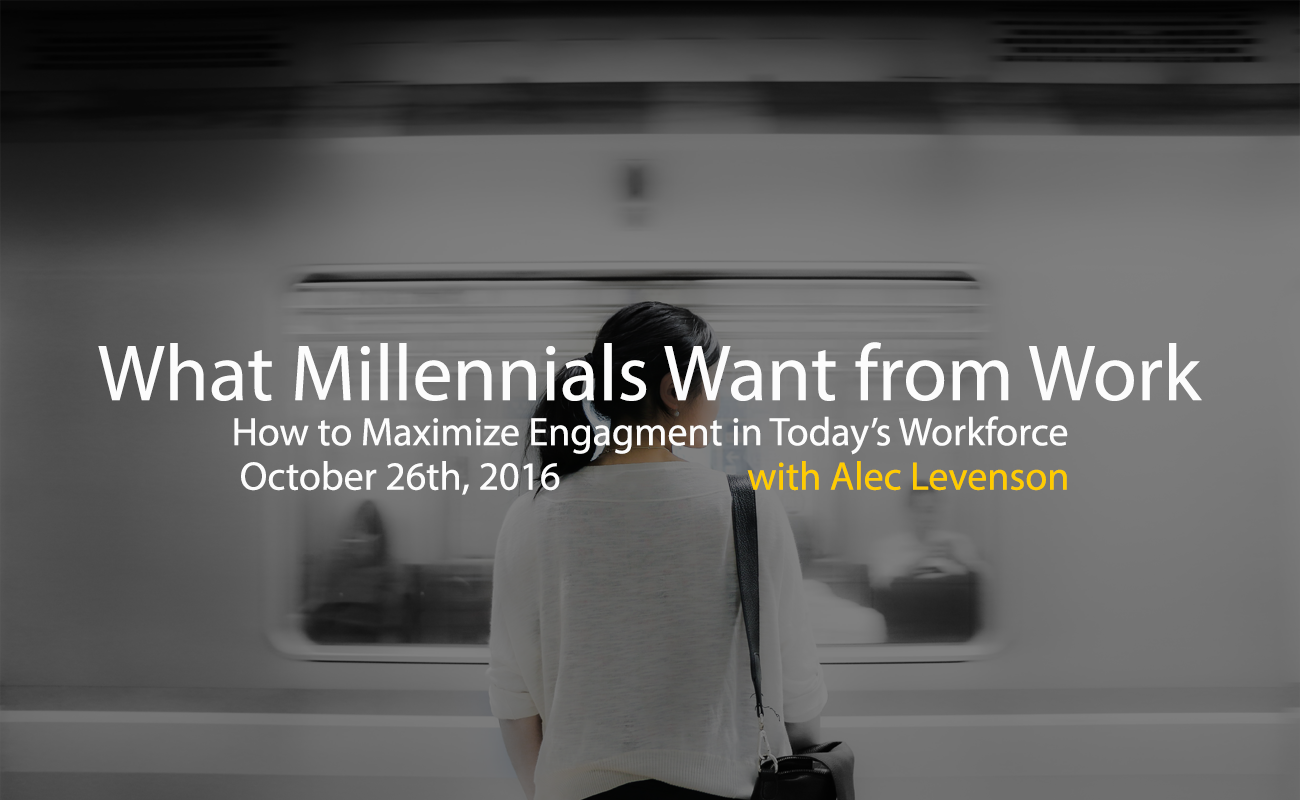 What Millennials Want from Work
How to Maximize Engagment in Today’s Workforce
October 26th, 2016 with Alec Levenson